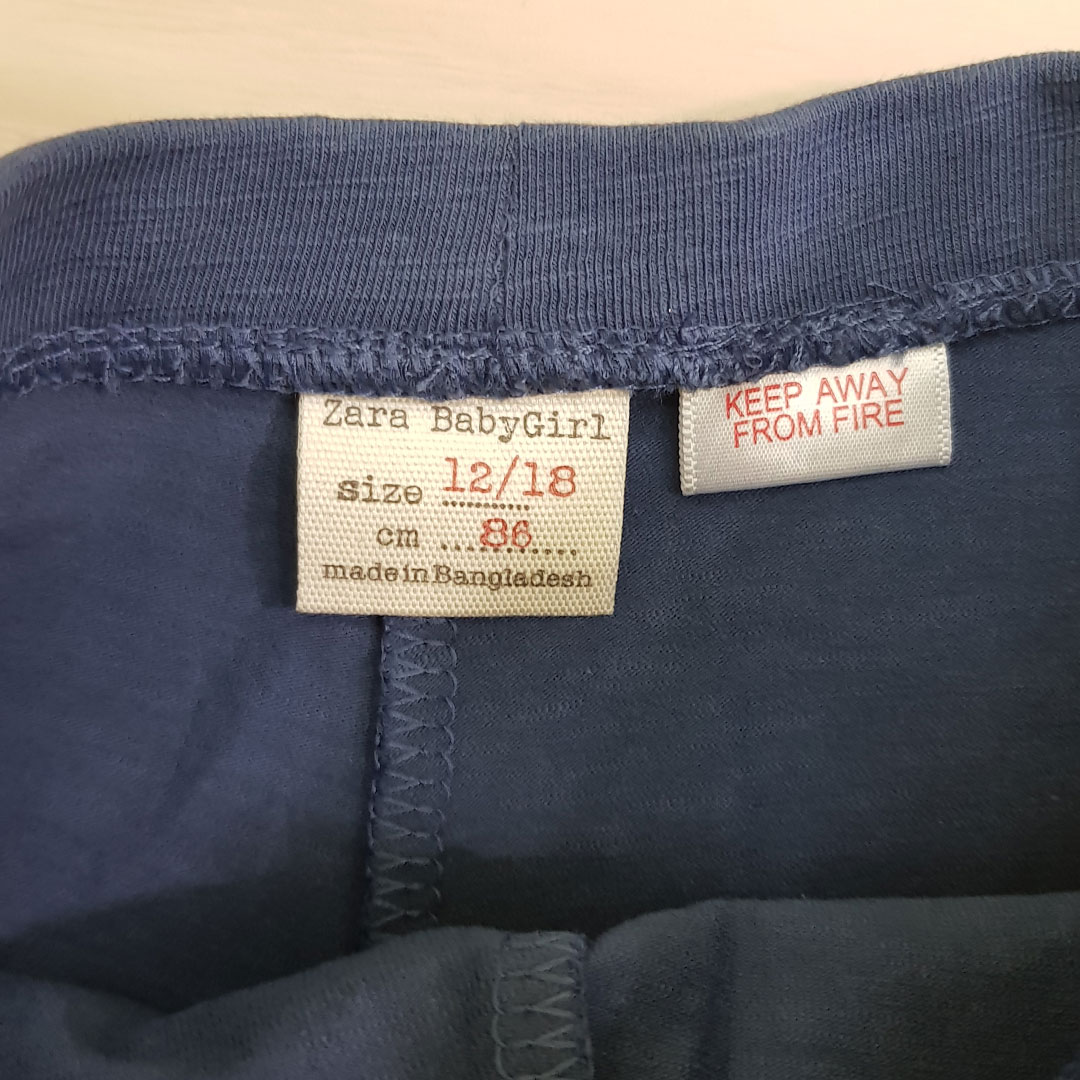 Zara BabyGirl
size 12/18
cm 86
madeinBangladesh
KEEP AWAY
FROM FIRE